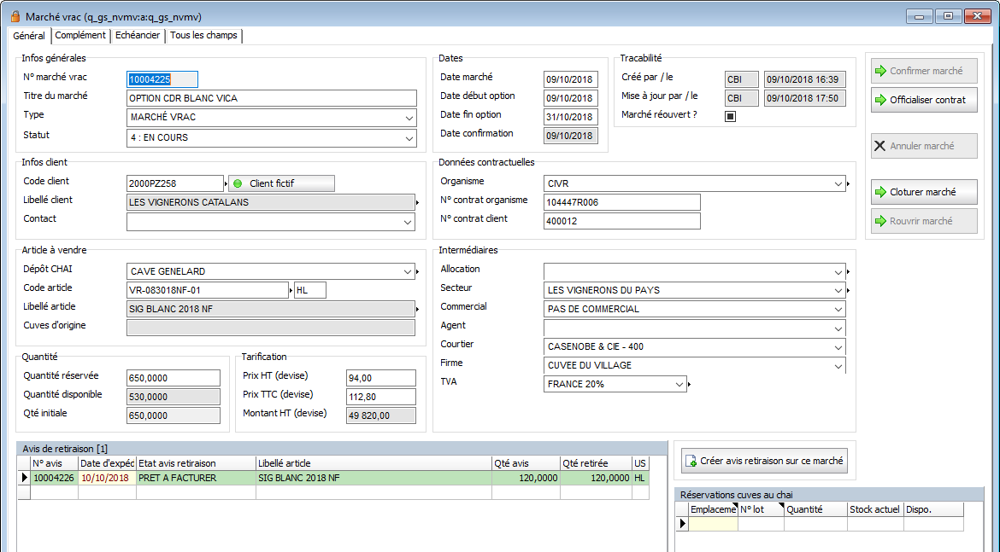 Marché vrac (q_gs_nvmv:a:q_gs_nvmv)
Général Complément Echéancier Tous les champs
Infos générales
N° marché vrac 10004225
Titre du marché OPTION CDR BLANC VICA
Type MARCHÉ VRAC
Statut 4 : EN COURS
Dates
Date marché 09/10/2018
Date début option 09/10/2018
Date fin option 31/10/2018
Date confirmation 09/10/2018
Tracabilité
Créé par / le CBI 09/10/2018 16:39
Mise à jour par / le CBI 09/10/2018 17:50
Marché réouvert ?
Confirmer marché
Officialiser contrat
Annuler marché
Cloturer marché
Rouvrir marché
Infos client
Code client 2000PZ258 Client fictif
Libellé client LES VIGNERONS CATALANS
Contact
Données contractuelles
Organisme CIVR
N° contrat organisme 104447R006
N° contrat client 400012
Article à vendre
Dépôt CHAI CAVE GENELARD
Code article VR-083018NF-01 HL
Libellé article SIG BLANC 2018 NF
Cuves d'origine
Intermédiaires
Allocation
Secteur LES VIGNERONS DU PAYS
Commercial PAS DE COMMERCIAL
Agent
Courtier CASENOBE & CIE - 400
Firme CUVEE DU VILLAGE
TVA FRANCE 20%
Quantité
Quantité réservée 650,0000
Quantité disponible 530,0000
Qté initiale 650,0000
Tarification
Prix HT (devise) 94,00
Prix TTC (devise) 112,80
Montant HT (devise) 49 820,00
Avis de retiraison [1]
N° avis Date d'expéd Etat avis retiraison Libellé article Qté avis Qté retirée US
10004226 10/10/2018 PRET A FACTURER SIG BLANC 2018 NF 120,0000 120,0000 HL
Créer avis retiraison sur ce marché
Réservations cuves au chai
Emplaceme N° lot Quantité Stock actuel Dispo.